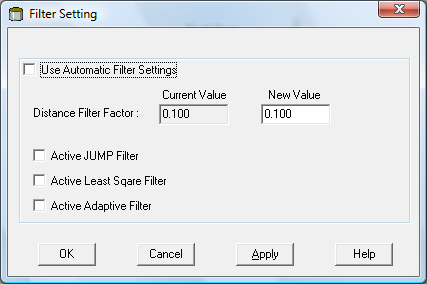 Filter Setting
Use Automatic Filter Settings
Current Value New Value
Distance Filter Factor : 0.100 0.100
Active JUMP Filter
Active Least Sqare Filter
Active Adaptive Filter
OK Cancel Apply Help